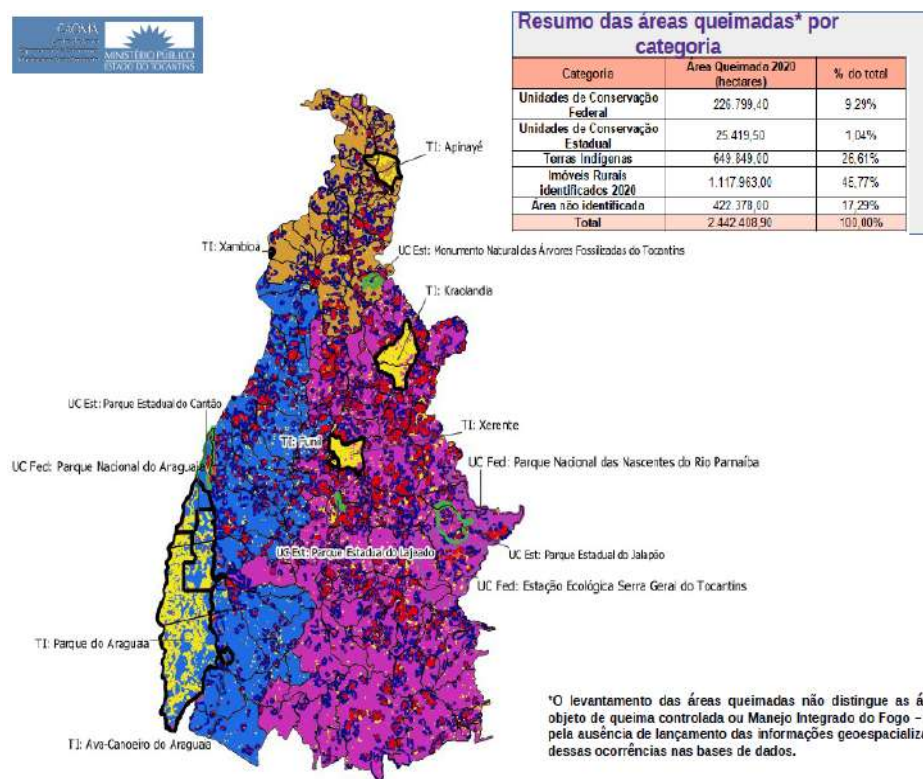 CAOMA
MINISTÉRIO PÚBLICO
ESTADO DO TOCANTINS
Resumo das áreas queimadas* por
categoria
Categoria Área Queimada 2020 (hectares) % do total
Unidades de Conservação Federal 226.799,40 9,29%
Unidades de Conservação Estadual 25.419,50 1,04%
Terras Indígenas 649.849,00 26,61%
Imóveis Rurais identificados 2020 1.117.963,00 45,77%
Área não identificada 422.378,00 17,29%
Total 2.442.408,90 100,00%
TI: Apinayé
TI: Xambioa
UC Est: Monumento Natural das Árvores Fossilizadas do Tocantins
TI: Kraolandia
UC Est: Parque Estadual do Cantão
TI: Xerente
TI: Funil
UC Fed: Parque Nacional do Araguaia
UC Fed: Parque Nacional das Nascentes do Rio Parnaíba
UC Est: Parque Estadual do Lajeado
UC Est: Parque Estadual do Jalapão
UC Fed: Estação Ecológica Serra Geral do Tocantins
TI: Parque do Araguaia
TI: Ava-Canoeiro do Araguaia
*O levantamento das áreas queimadas não distingue as á
objeto de queima controlada ou Manejo Integrado do Fogo –
pela ausência de lançamento das informações geoespacializa
dessas ocorrências nas bases de dados.